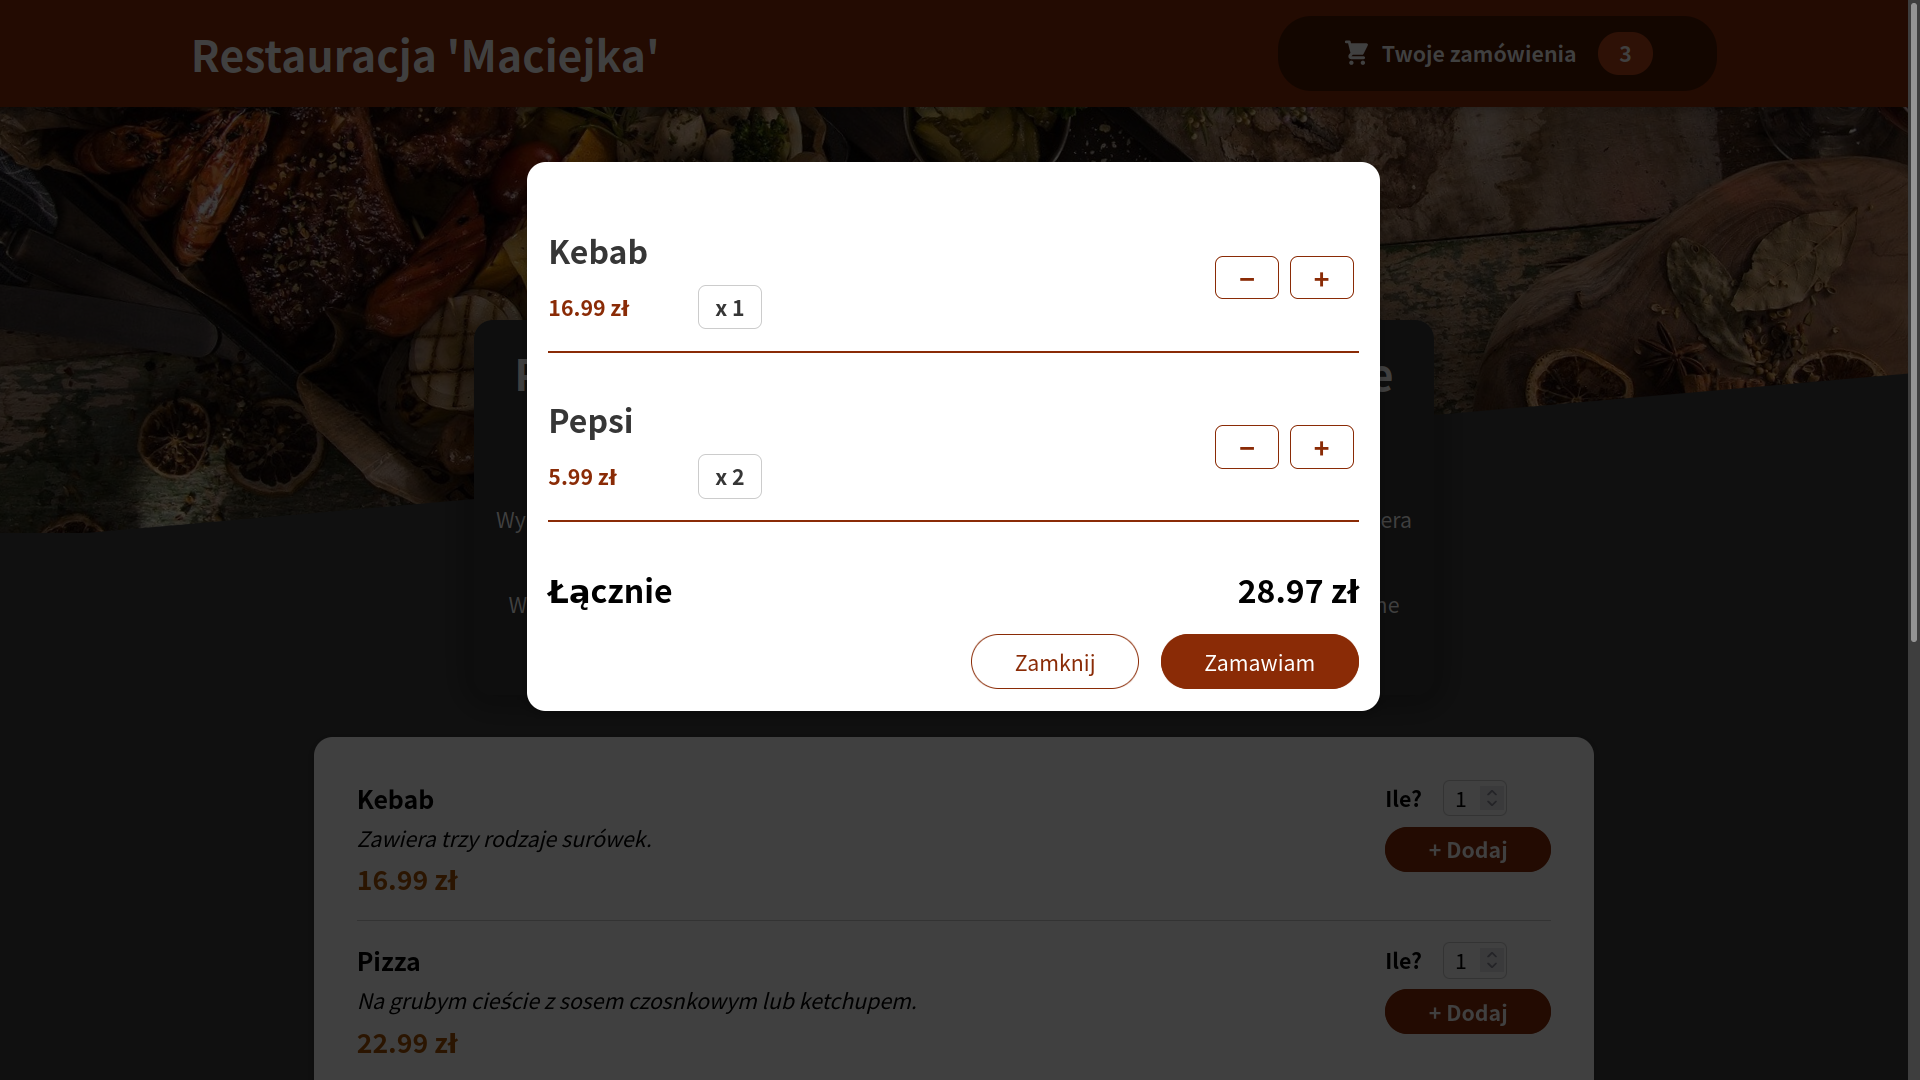 Restauracja 'Maciejka'
Twoje zamówienia 3
Kebab
16.99 zł x 1
− +
Pepsi
5.99 zł x 2
− +
Łącznie 28.97 zł
Zamknij Zamawiam
Kebab
Zawiera trzy rodzaje surówek.
16.99 zł
Ile? 1
+ Dodaj
Pizza
Na grubym cieście z sosem czosnkowym lub ketchupem.
22.99 zł
Ile? 1
+ Dodaj